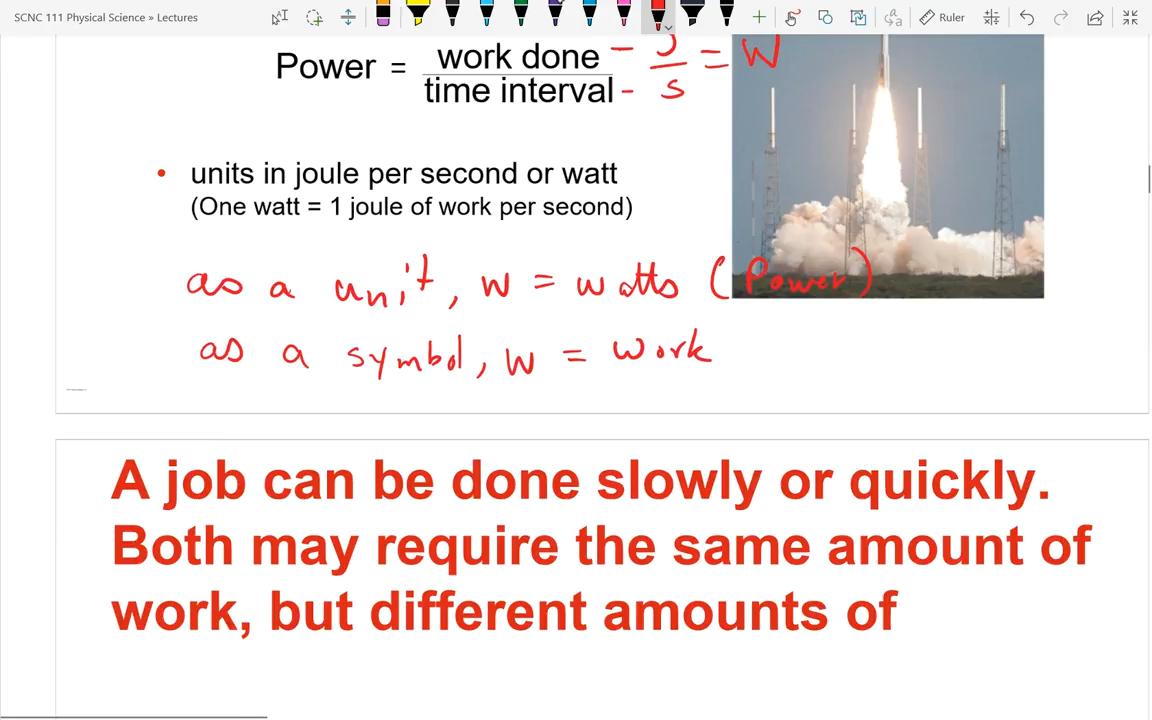 SCNC 111 Physical Science » Lectures
Ruler
Power = work done - J = W
time interval - s
• units in joule per second or watt
(One watt = 1 joule of work per second)
as a unit, W = watts (Power)
as a symbol, W = work
A job can be done slowly or quickly.
Both may require the same amount of
work, but different amounts of